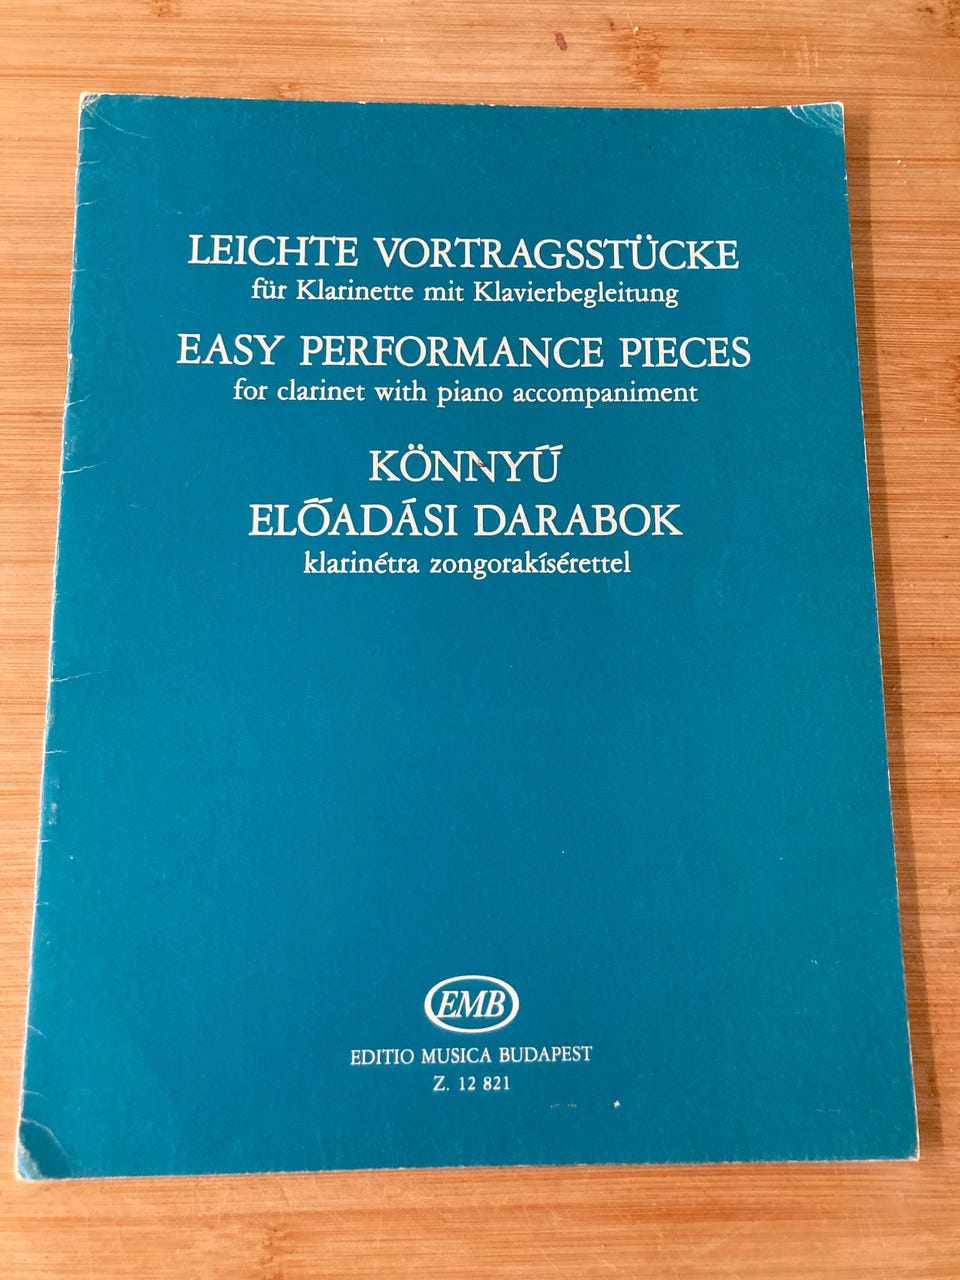 LEICHTE VORTRAGSSTÜCKE
für Klarinette mit Klavierbegleitung
EASY PERFORMANCE PIECES
for clarinet with piano accompaniment
KÖNNYŰ
ELŐADÁSI DARABOK
klarinétra zongorakísérettel
EMB
EDITIO MUSICA BUDAPEST
Z. 12 821